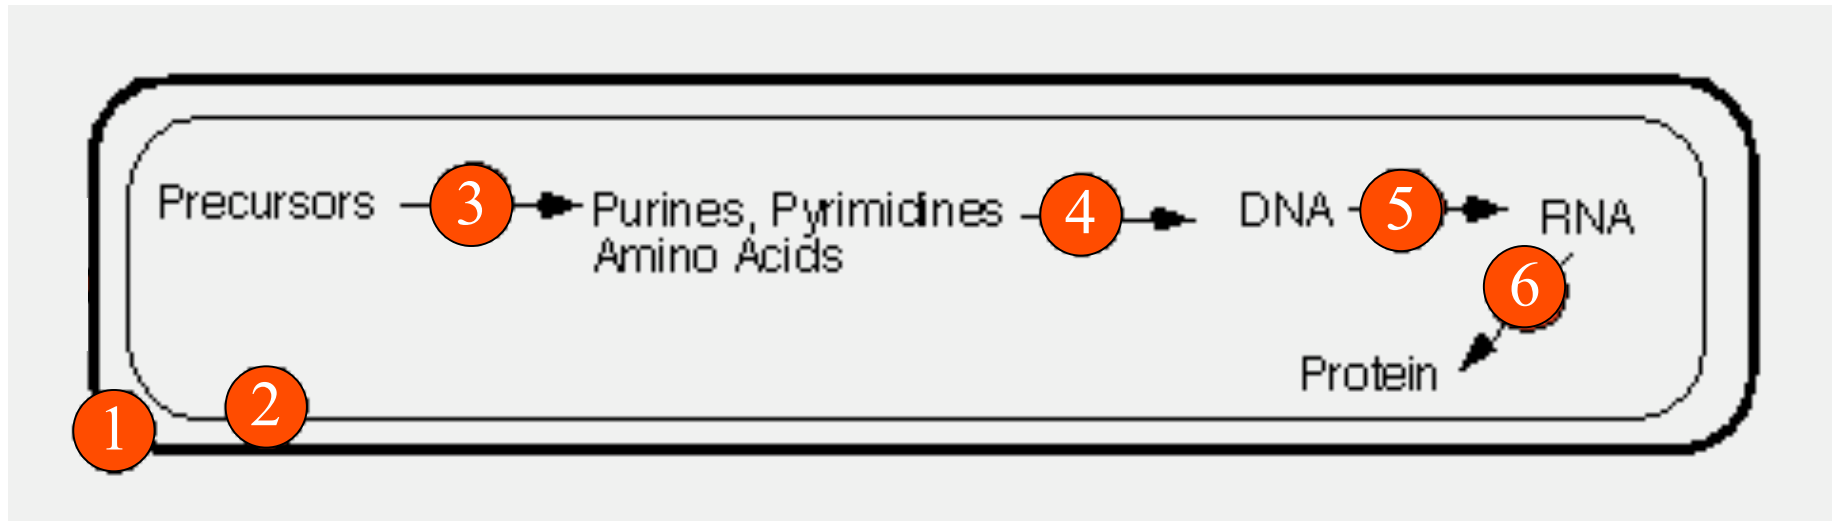 Precursors
3
Purines, Pyrimidines
Amino Acids
4
DNA
5
RNA
6
Protein
2
1